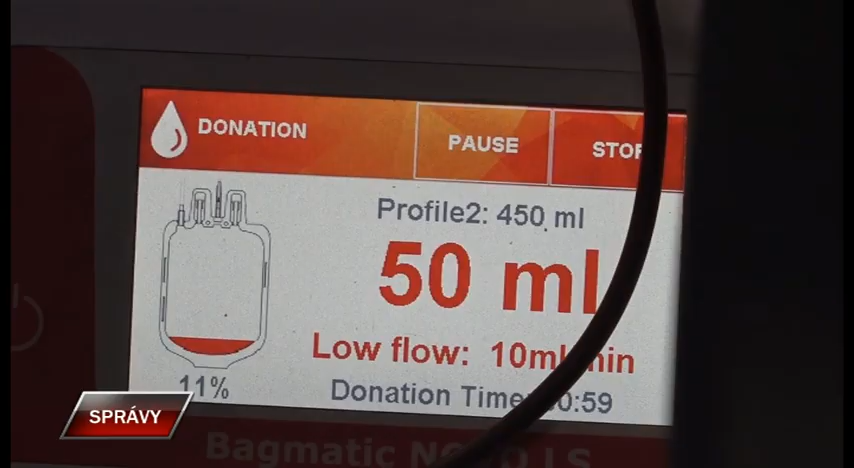 DONATION
PAUSE
Profile2: 450 ml
50 ml
Low flow: 10ml
Donation Time
11%
SPRÁVY
Bagmatic